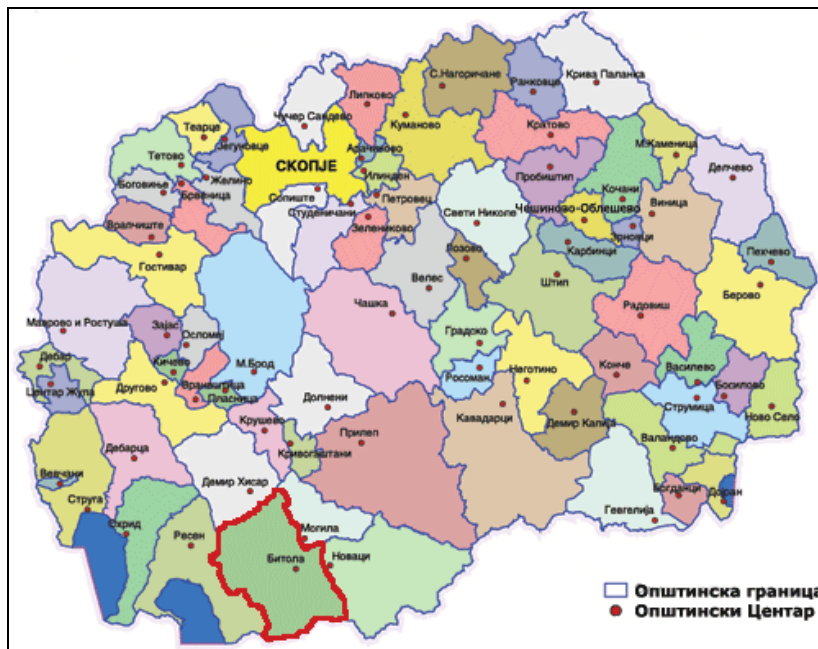 С.Нагоричане
Ранковце
Крива Паланка
Липково
Чучер Сандево
Куманово
Кратово
Теарце
Јегуновце
Арачиново
М.Каменица
Тетово
СКОПЈЕ
Илинден
Пробиштип
Делчево
Желино
Боговиње
Брвеница
Сопиште
Петровец
Кочани
Студеничани
Свети Николе
Чешиново-Облешево
Виница
Врапчиште
Зелениково
Зрновци
Гостивар
Лозово
Карбинци
Пехчево
Велес
Штип
Берово
Чашка
Радовиш
Маврово и Ростуша
Зајас
Осломеј
Градско
Дебар
Кичево
М.Брод
Росоман
Неготино
Конче
Василево
Центар Жупа
Другово
Вранештица
Пласница
Босилово
Долнени
Кавадарци
Демир Капија
Струмица
Ново Село
Крушево
Прилеп
Кривогаштани
Валандово
Дебарца
Вевчани
Демир Хисар
Богданци
Дојран
Струга
Гевгелија
Охрид
Ресен
Могила
Битола
Новаци
Општинска граница
Општински Центар